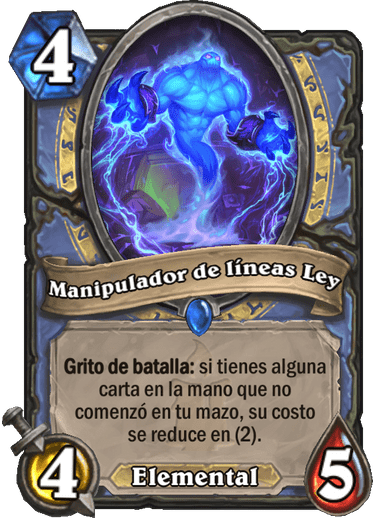 4
Manipulador de líneas Ley
Grito de batalla: si tienes alguna
carta en la mano que no
comenzó en tu mazo, su costo
se reduce en (2).
4
Elemental
5